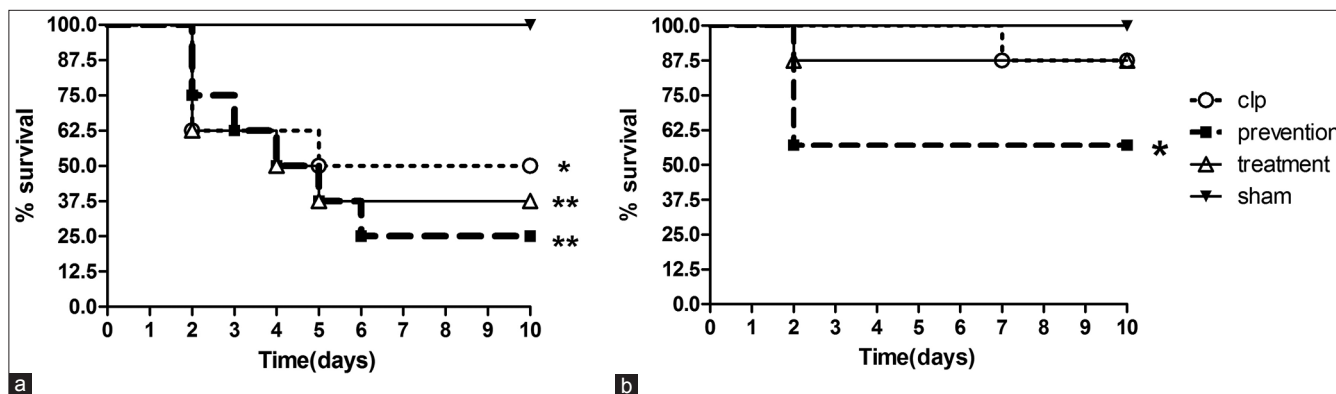 100.0
87.5
75.0
62.5
50.0
37.5
25.0
12.5
0.0
% survival
*
**
**
0 1 2 3 4 5 6 7 8 9 10
Time(days)
a
100.0
87.5
75.0
62.5
50.0
37.5
25.0
12.5
0.0
% survival
*
0 1 2 3 4 5 6 7 8 9 10
Time(days)
b
clp
prevention
treatment
sham